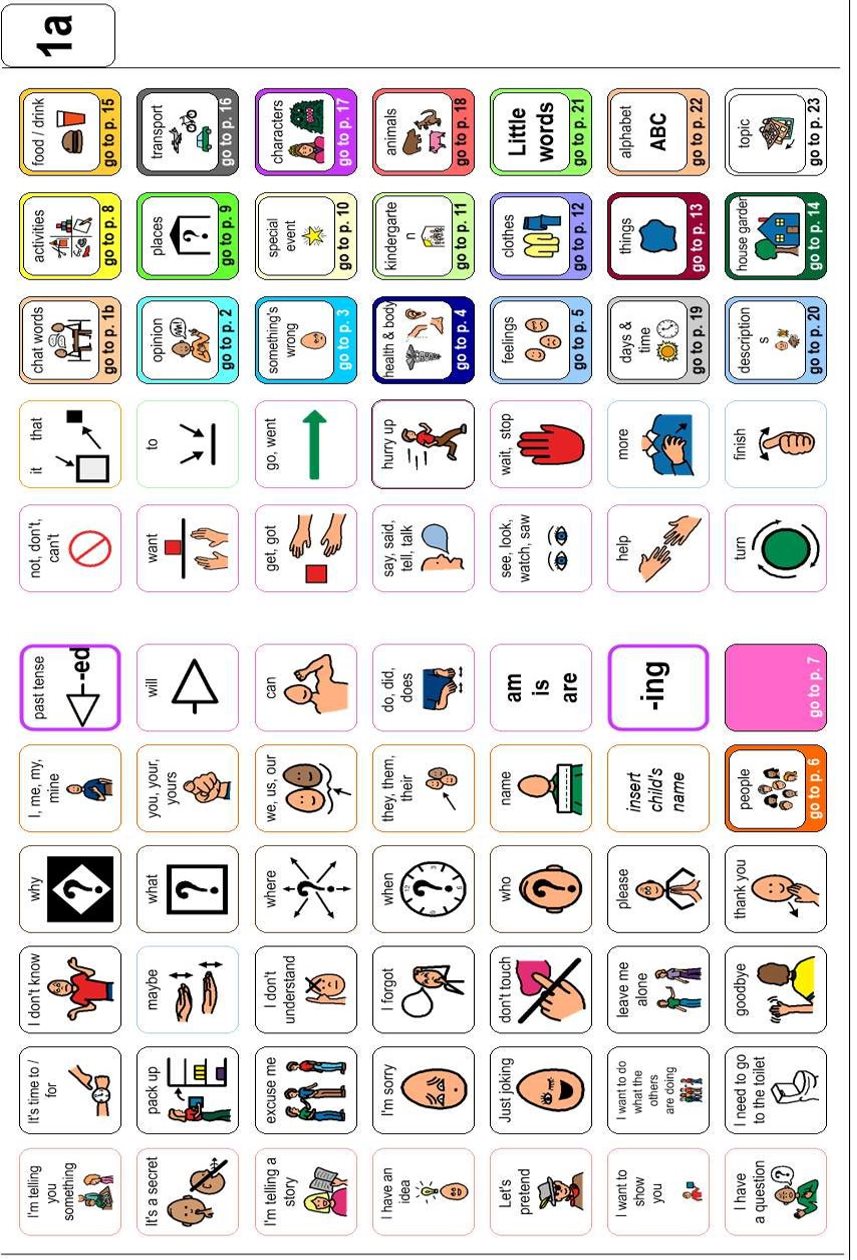 1a
I'm telling
you
something
It's time to /
for
I don't know
why
?
I, me, my,
mine
past tense
-ed
not, don't,
can't
it that
chat words
go to p. 1b
activities
go to p. 8
food / drink
go to p. 15
It's a secret
pack up
maybe
what
?
you, your,
yours
will
want
to
opinion
go to p. 2
places
?
go to p. 9
transport
go to p. 16
I'm telling a
story
excuse me
I don't
understand
where
?
we, us, our
can
get, got
go, went
something's
wrong
go to p. 3
special
event
go to p. 10
characters
go to p. 17
I have an
idea
I'm sorry
I forgot
when
?
they, them,
their
do, did,
does
say, said,
tell, talk
hurry up
health & body
go to p. 4
kindergarte
n
go to p. 11
animals
go to p. 18
Let's
pretend
Just joking
don't touch
who
?
name
am
is
are
see, look,
watch, saw
wait, stop
feelings
go to p. 5
clothes
go to p. 12
Little
words
go to p. 21
I want to
show
you
I want to do
what the
others
are doing
leave me
alone
please
insert
child's
name
-ing
help
more
days &
time
go to p. 19
things
go to p. 13
alphabet
ABC
go to p. 22
I have
a question
?
I need to go
to the toilet
goodbye
thank you
people
go to p. 6
go to p. 7
turn
finish
description
s
go to p. 20
house garden
go to p. 14
topic
go to p. 23